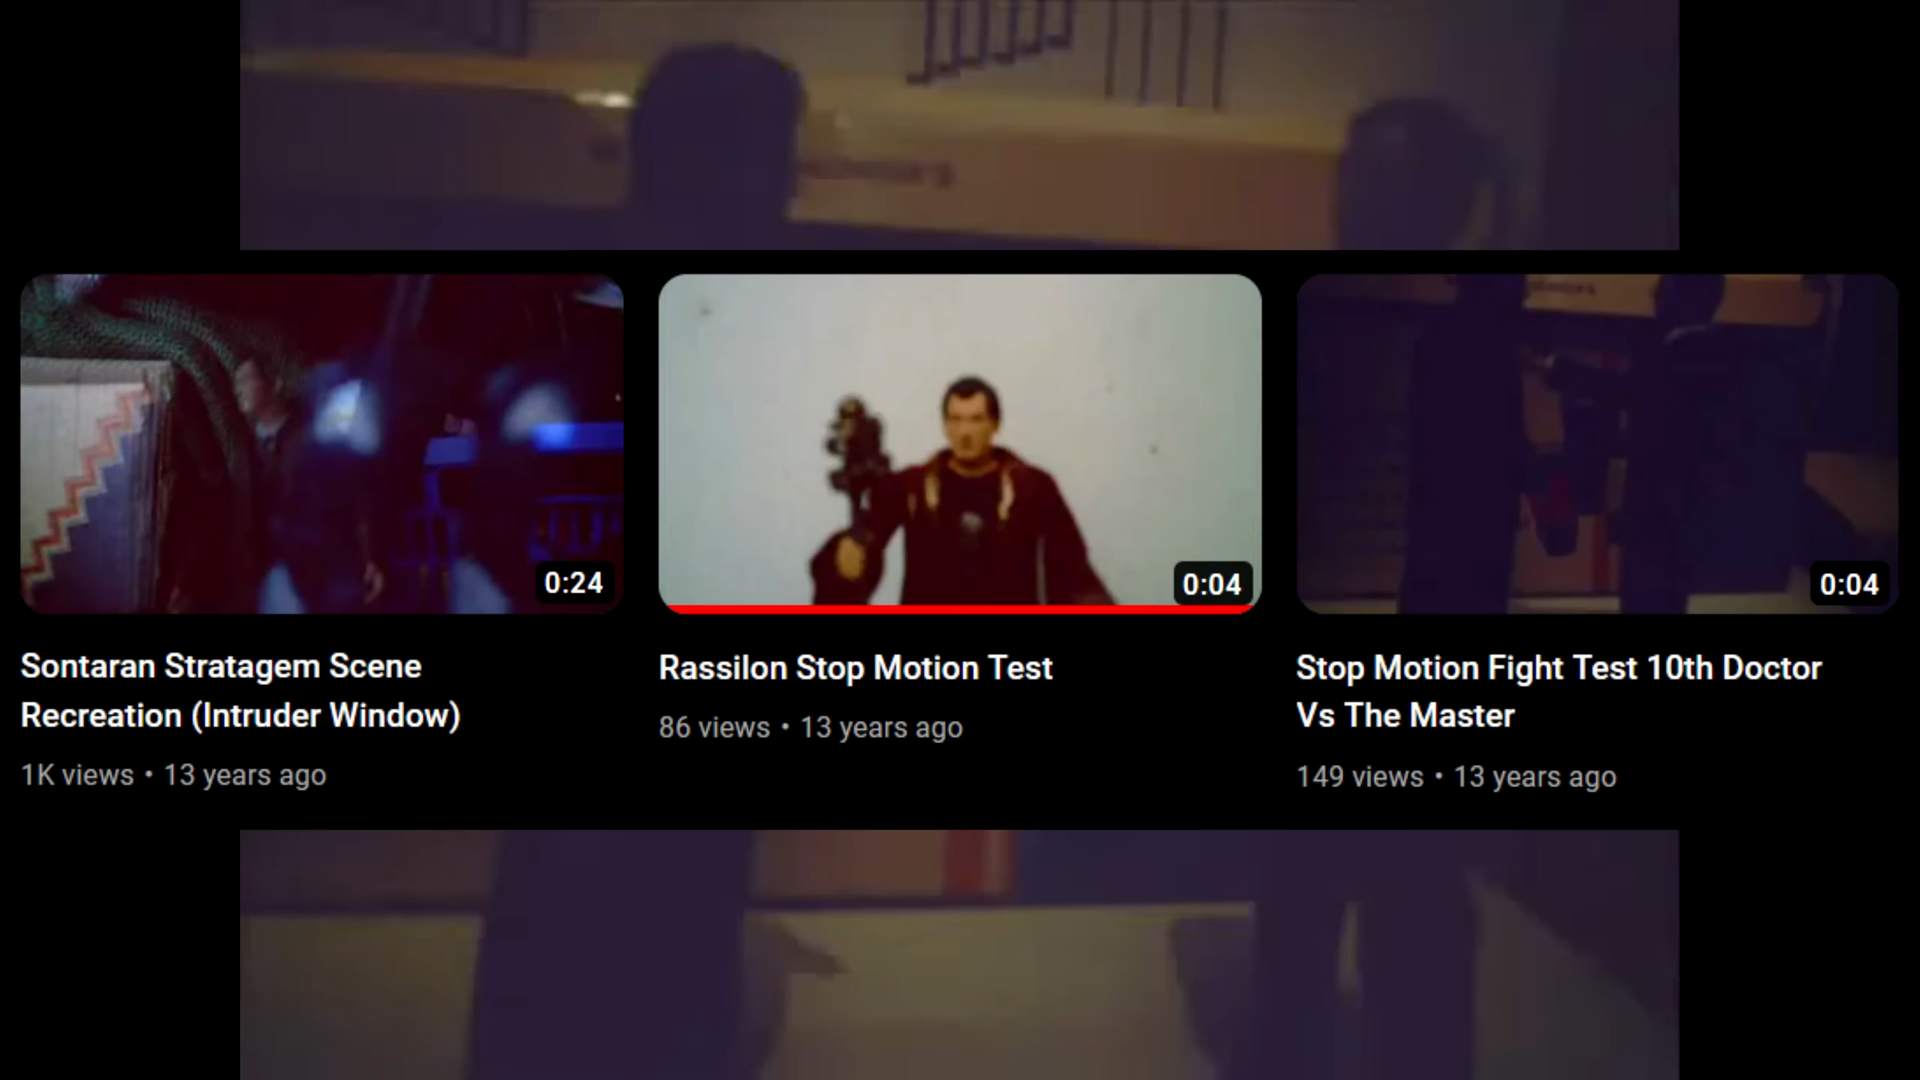 0:24
0:04
0:04
Sontaran Stratagem Scene
Recreation (Intruder Window)
1K views • 13 years ago
Rassilon Stop Motion Test
86 views • 13 years ago
Stop Motion Fight Test 10th Doctor
Vs The Master
149 views • 13 years ago